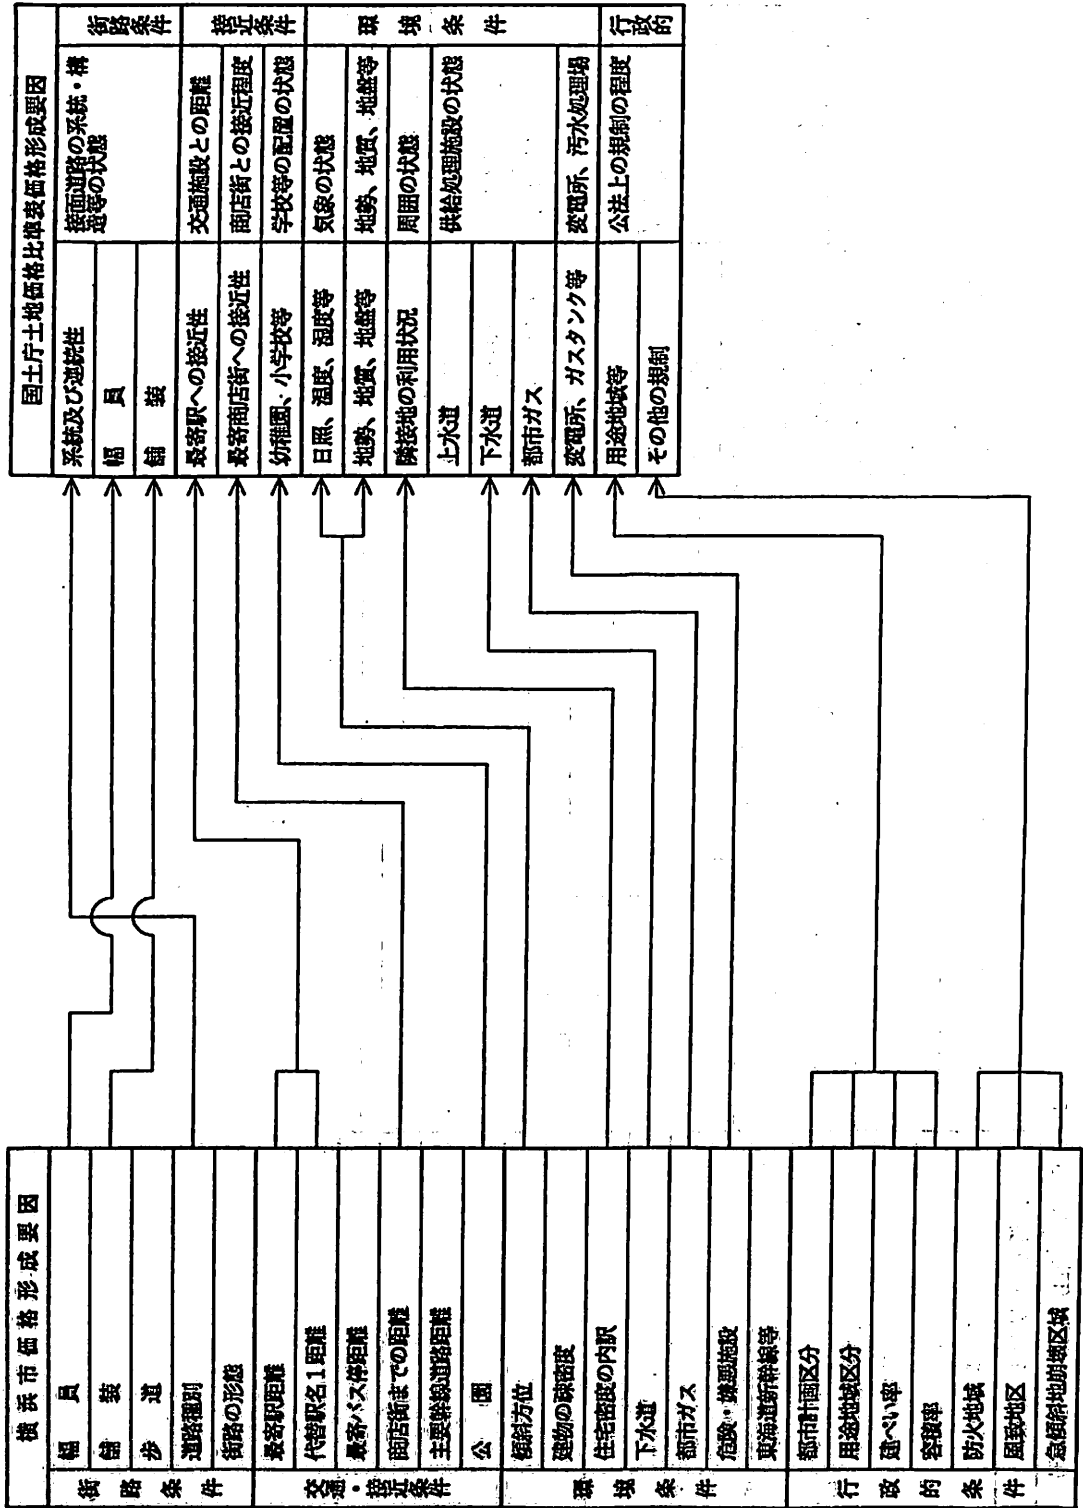 横浜市価格形成要因
街路条件
幅員
舗装
歩道
道路種別
街路の形態
交通・接近条件
最寄駅距離
代替駅名1距離
最寄バス停距離
商店街までの距離
主要幹線道路距離
公園
環境条件
傾斜方位
建物の疎密度
住宅密度の内訳
下水道
都市ガス
危険・嫌悪施設
東海道新幹線等
行政的条件
都市計画区分
用途地域区分
建ぺい率
容積率
防火地域
風致地区
急傾斜地崩壊区域
国土庁土地価格比準表価格形成要因
系統及び連続性
幅員
舗装
接面道路の系統・構
造等の状態
街路条件
最寄駅への接近性
交通施設との距離
最寄商店街への接近性
商店街との接近程度
幼稚園、小学校等
学校等の配置の状態
接近条件
日照、温度、湿度等
気象の状態
地勢、地質、地盤等
地勢、地質、地盤等
隣接地の利用状況
周囲の状態
上水道
下水道
都市ガス
供給処理施設の状態
変電所、ガスタンク等
変電所、汚水処理場
環境条件
用途地域等
その他の規制
公法上の規制の程度
行政的